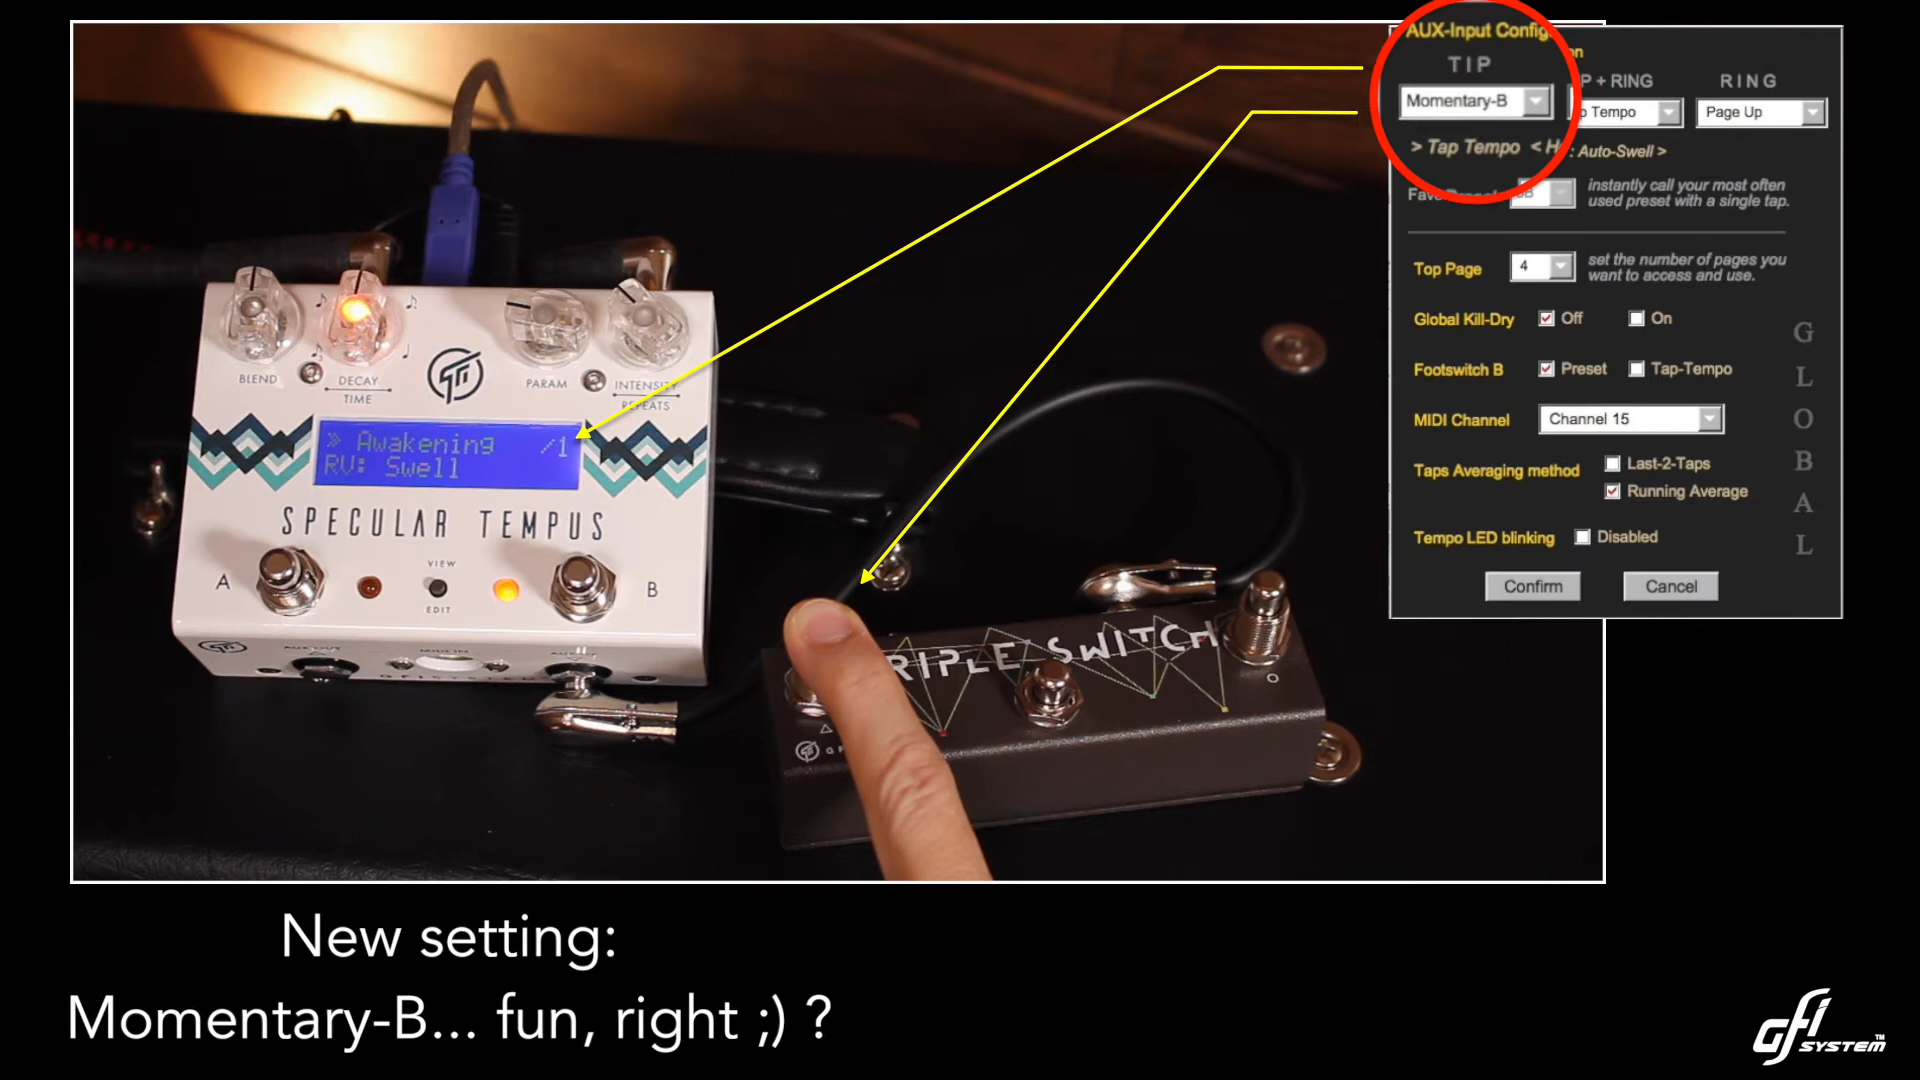 AUX-Input Config
on
TIP
P + RING
RING
Momentary-B
p Tempo
Page Up
> Tap Tempo < H
: Auto-Swell >
instantly call your most often
used preset with a single tap.
Top Page
4
set the number of pages you
want to access and use.
Global Kill-Dry
Off
On
Footswitch B
Preset
Tap-Tempo
MIDI Channel
Channel 15
Taps Averaging method
Last-2-Taps
Running Average
Tempo LED blinking
Disabled
Confirm
Cancel
GLOBAL
BLEND
DECAY
TIME
PARAM
INTENSITY
REPEATS
» Awakening /1
RV: Swell
SPECULAR TEMPUS
A
VIEW
EDIT
B
RIPLE SWITCH
New setting:
Momentary-B... fun, right ;) ?
GFI
SYSTEM™